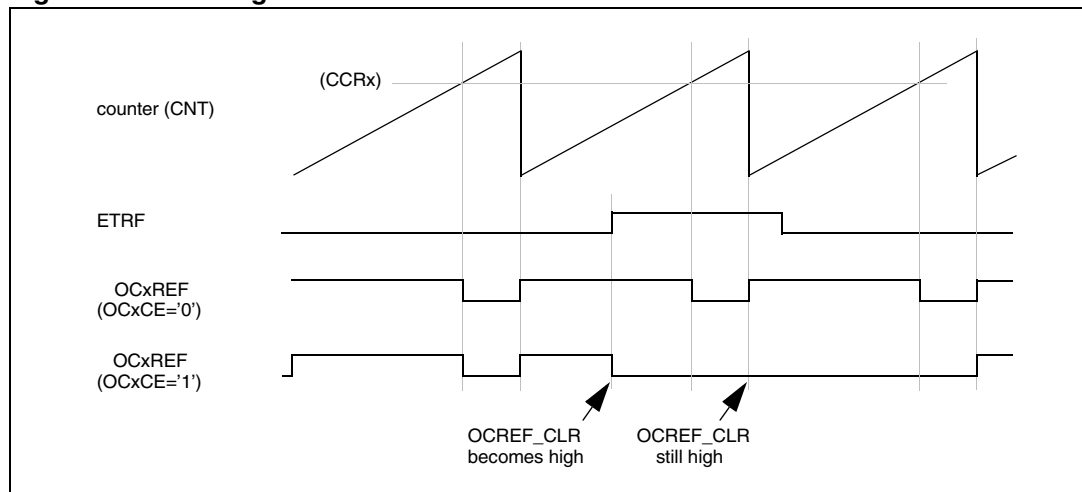 (CCRx)
counter (CNT)
ETRF
OCxREF
(OCxCE='0')
OCxREF
(OCxCE='1')
OCREF_CLR
becomes high
OCREF_CLR
still high